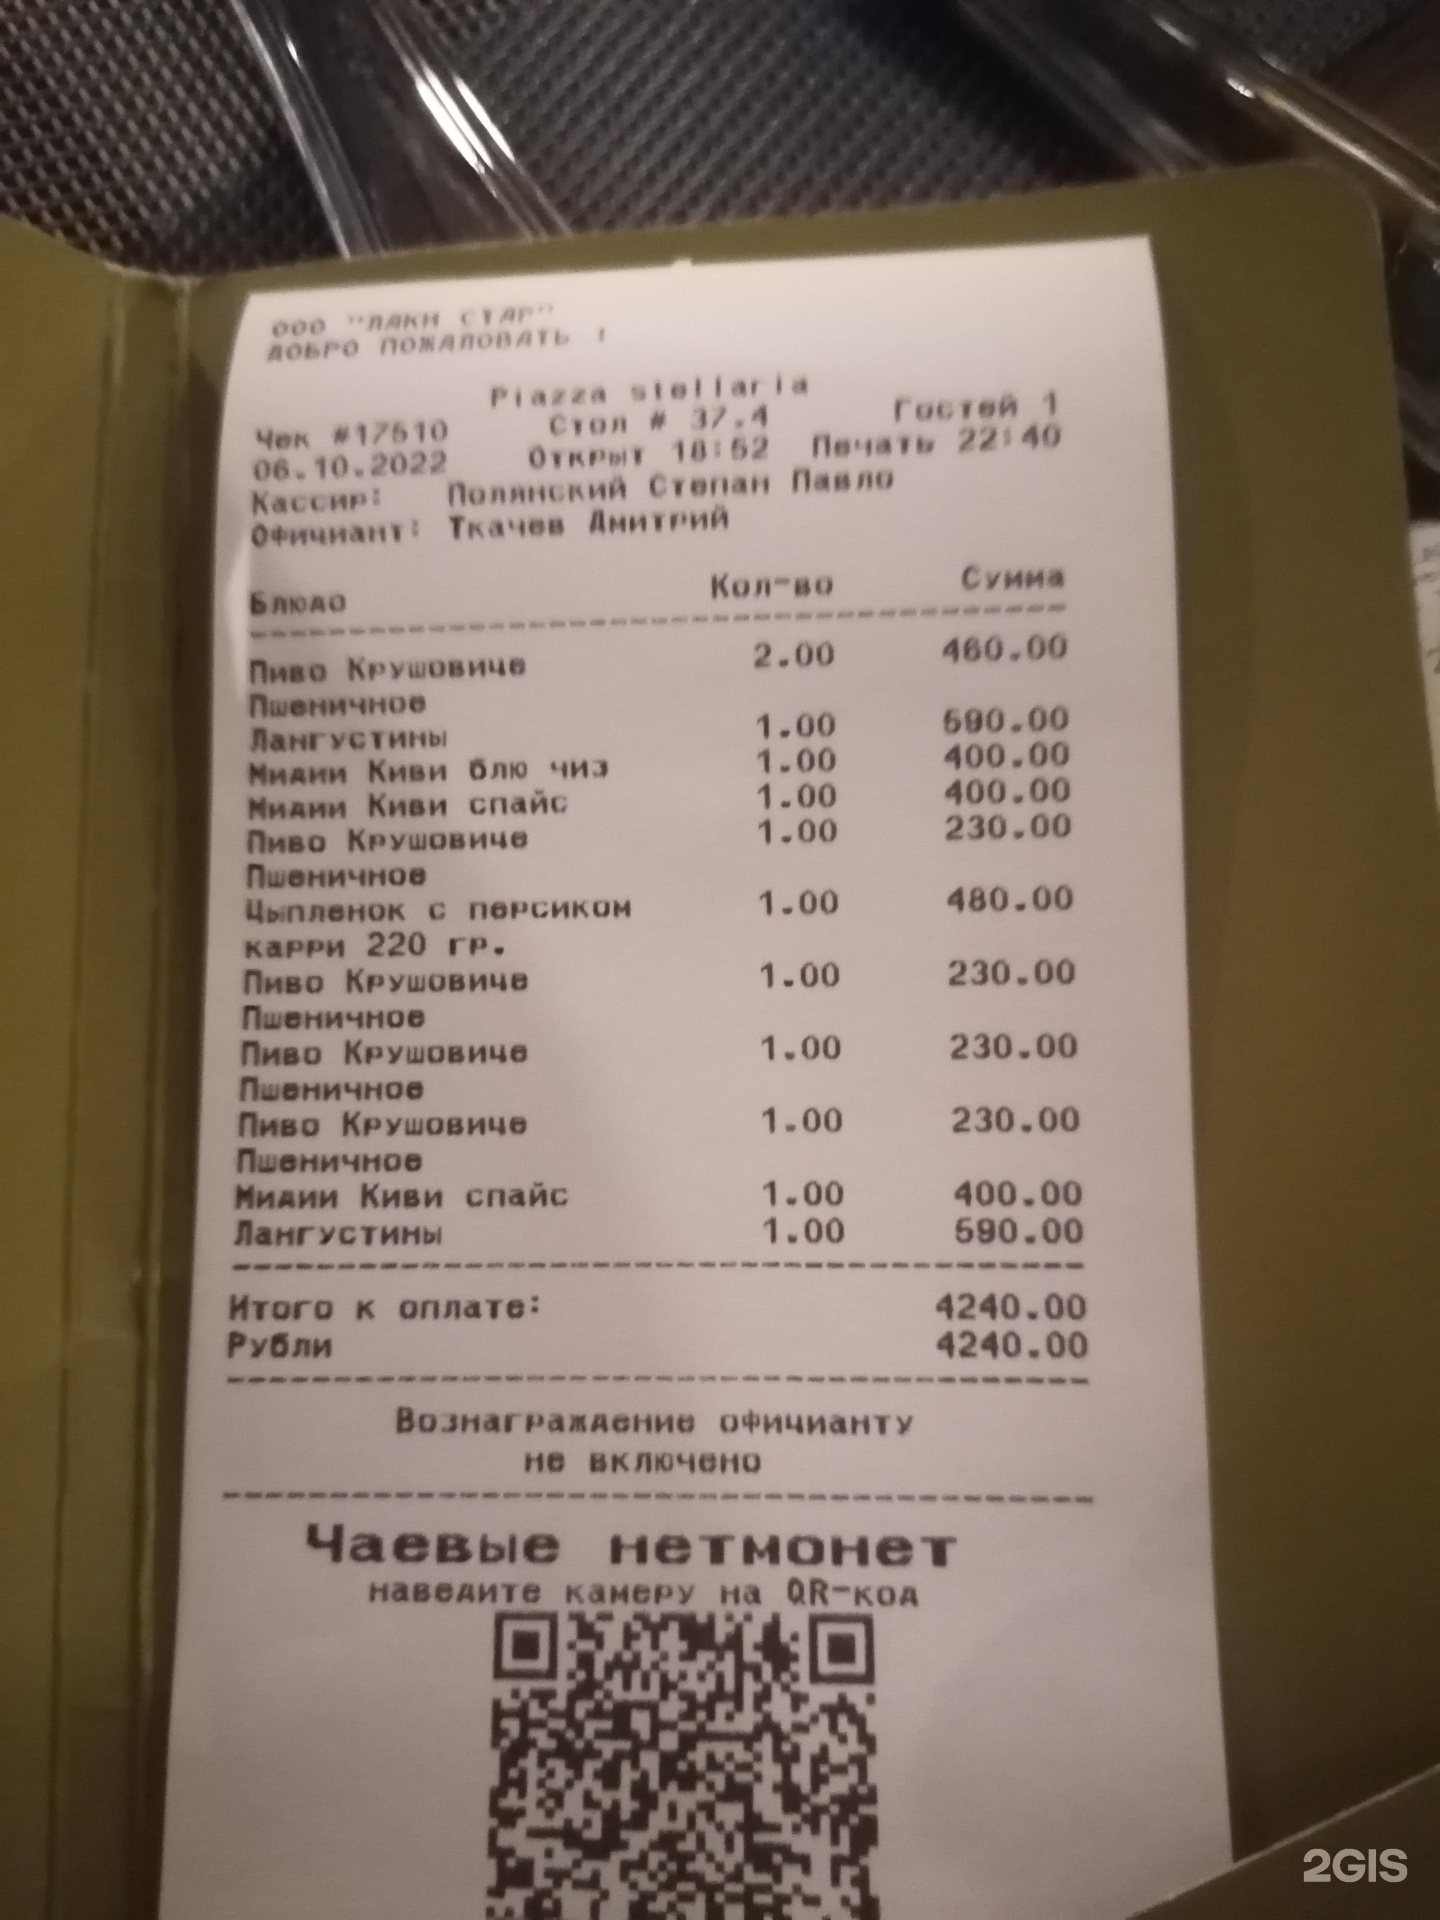 ООО "ЛАКИ СТАР"
ДОБРО ПОЖАЛОВАТЬ !
Piazza stellaria
Чек #17510 Стол # 37.4 Гостей 1
06.10.2022 Открыт 18:52 Печать 22:40
Кассир: Полянский Степан Павло
Официант: Ткачев Дмитрий
Блюдо Кол-во Сумма
Пиво Крушовиче 2.00 460.00
Пшеничное
Лангустины 1.00 590.00
Мидии Киви блю чиз 1.00 400.00
Мидии Киви спайс 1.00 400.00
Пиво Крушовиче 1.00 230.00
Пшеничное
Цыпленок с персиком 1.00 480.00
карри 220 гр.
Пиво Крушовиче 1.00 230.00
Пшеничное
Пиво Крушовиче 1.00 230.00
Пшеничное
Пиво Крушовиче 1.00 230.00
Пшеничное
Мидии Киви спайс 1.00 400.00
Лангустины 1.00 590.00
Итого к оплате: 4240.00
Рубли 4240.00
Вознаграждение официанту
не включено
Чаевые нетмонет
наведите камеру на QR-код
2GIS